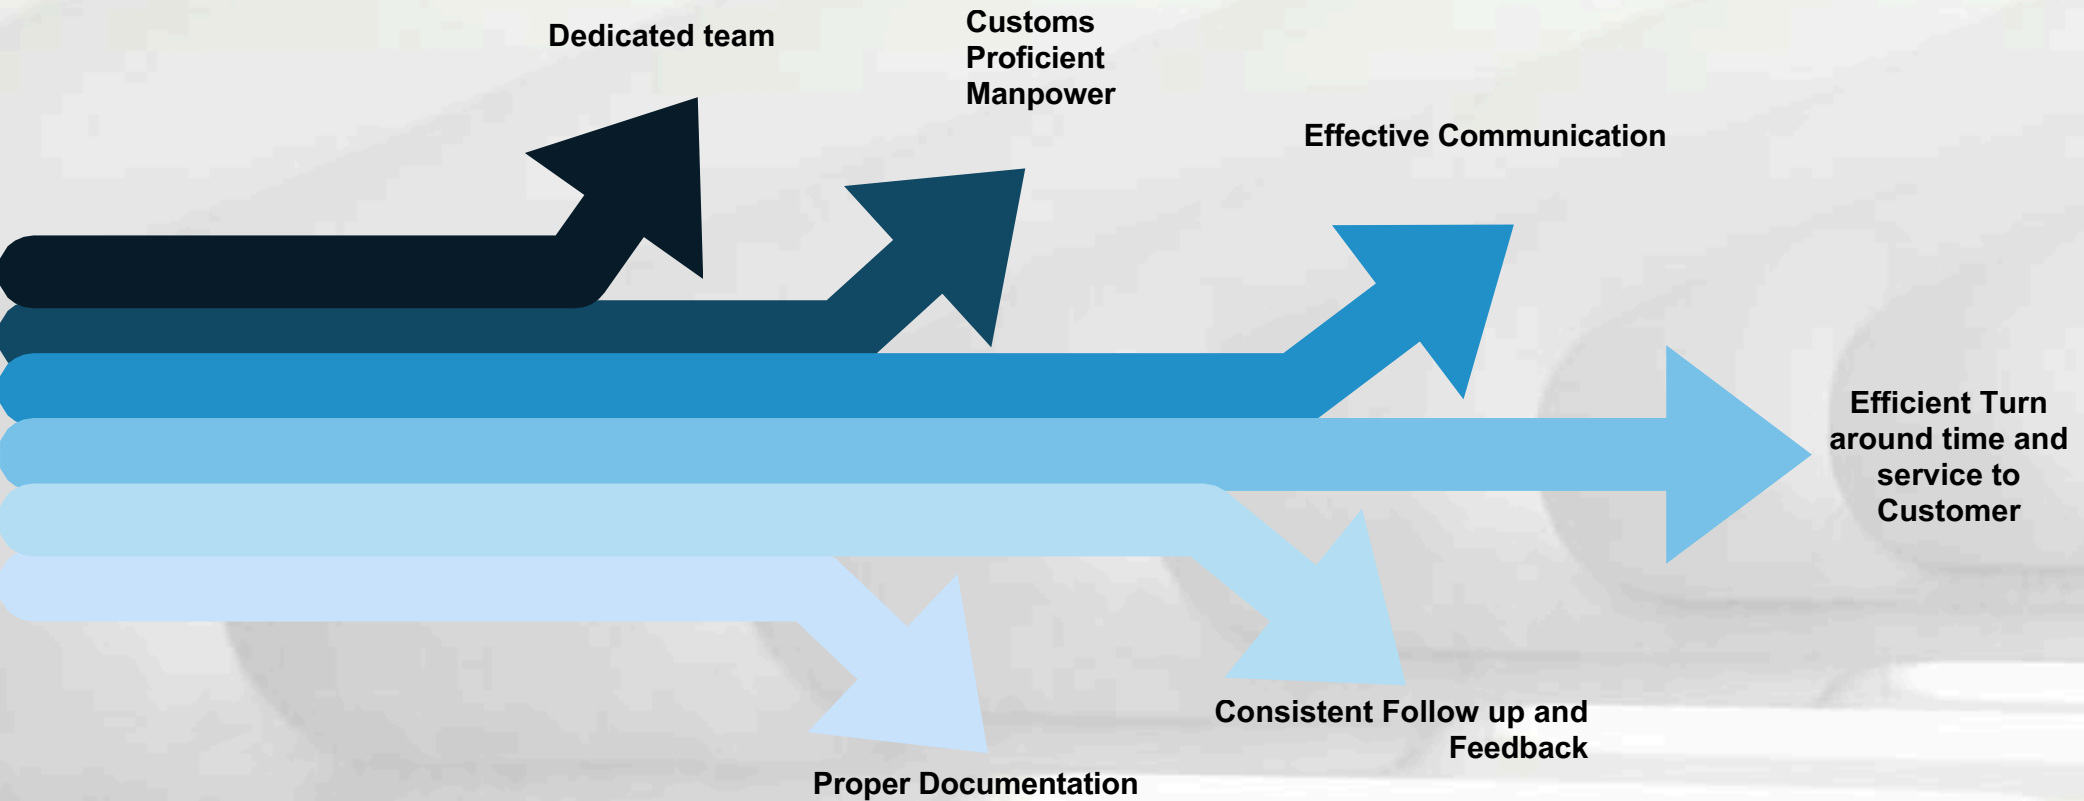 Dedicated team
Customs
Proficient
Manpower
Effective Communication
Efficient Turn
around time and
service to
Customer
Consistent Follow up and
Feedback
Proper Documentation